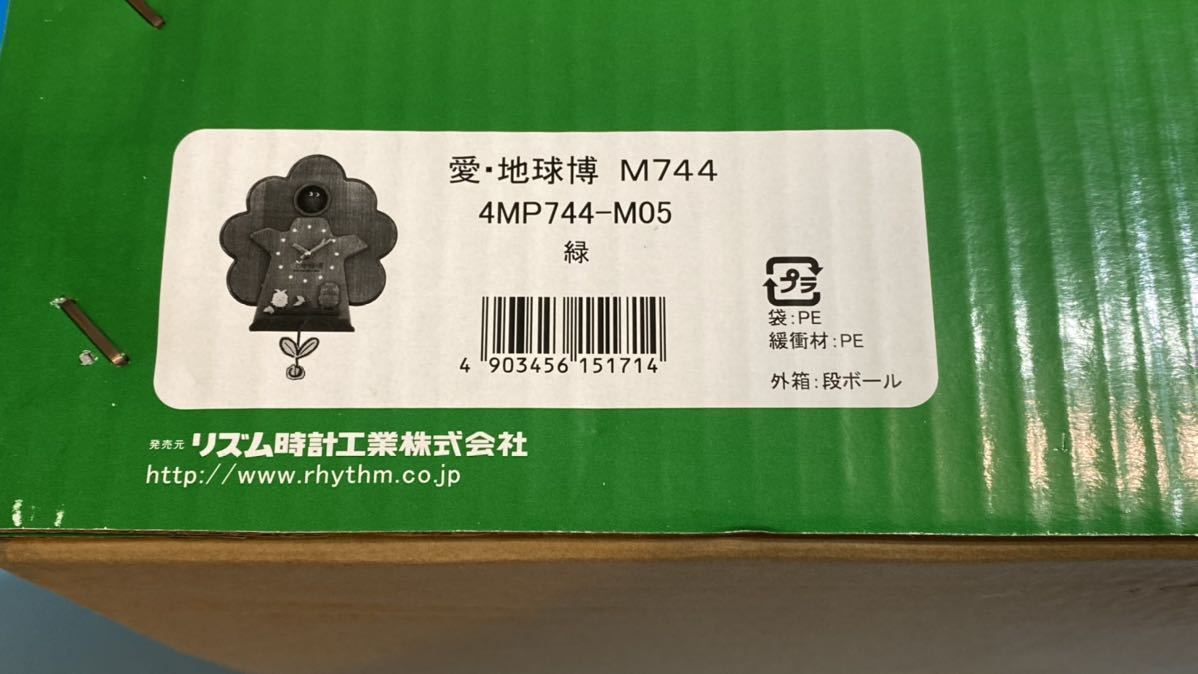 愛・地球博 M744
4MP744-M05
緑
4 903456 151714
プラ
袋:PE
緩衝材:PE
外箱:段ボール
発売元 リズム時計工業株式会社
http://www.rhythm.co.jp